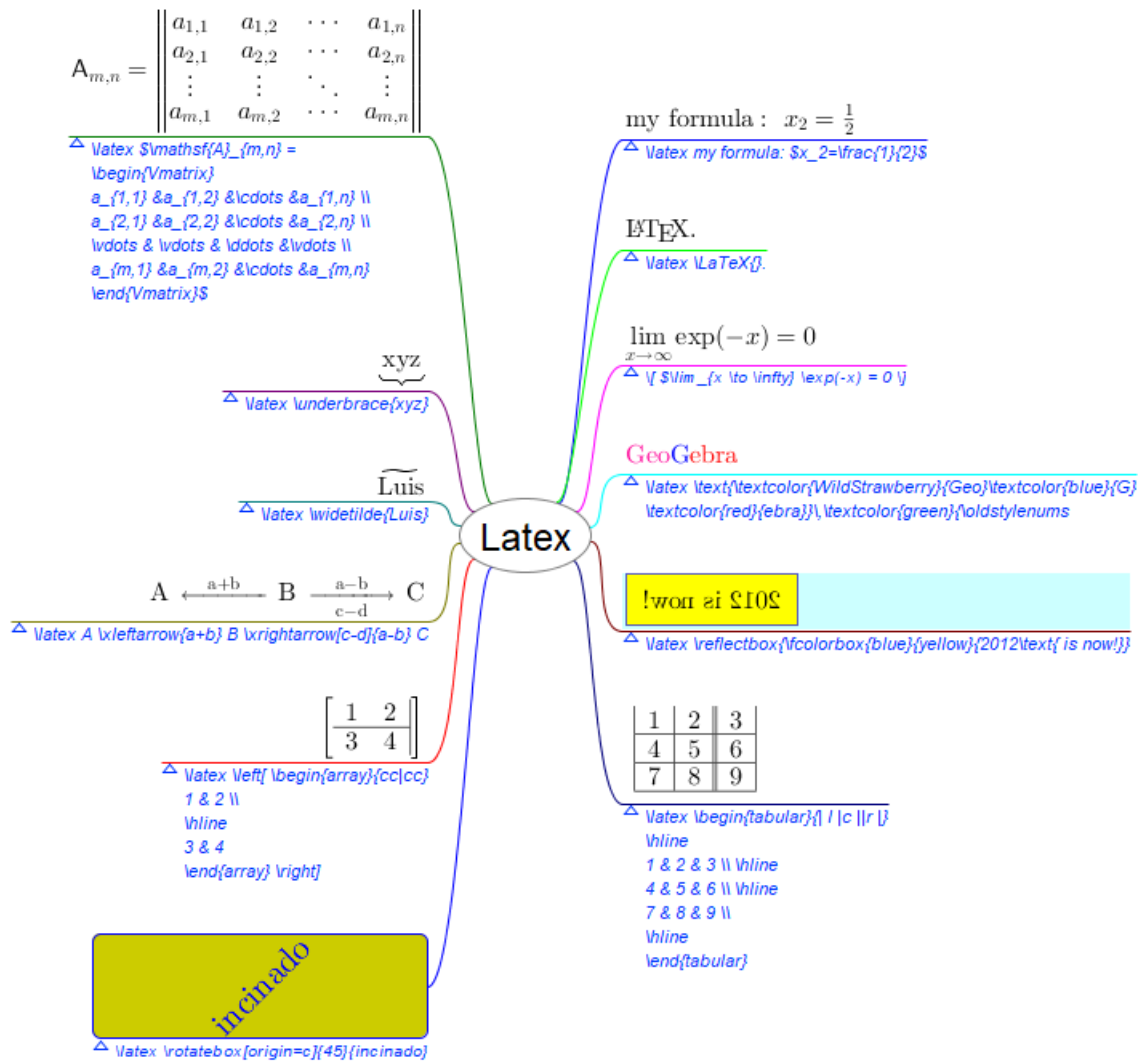 A_{m,n} = ‖ a_{1,1} a_{1,2} ⋯ a_{1,n}
a_{2,1} a_{2,2} ⋯ a_{2,n}
⋮ ⋮ ⋱ ⋮
a_{m,1} a_{m,2} ⋯ a_{m,n} ‖
\latex $\mathsf{A}_{m,n} =
\begin{Vmatrix}
a_{1,1} &a_{1,2} &\cdots &a_{1,n} \\
a_{2,1} &a_{2,2} &\cdots &a_{2,n} \\
\vdots & \vdots & \ddots &\vdots \\
a_{m,1} &a_{m,2} &\cdots &a_{m,n}
\end{Vmatrix}$
xyz
\latex \underbrace{xyz}
Luis
\latex \widetilde{Luis}
A ←a+b B →a−b c−d C
\latex A \xleftarrow{a+b} B \xrightarrow[c-d]{a-b} C
1 2
3 4
\latex \left[ \begin{array}{cc|cc}
1 & 2 \\
\hline
3 & 4
\end{array} \right]
incinado
\latex \rotatebox[origin=c]{45}{incinado}
Latex
my formula : x_2 = 1/2
\latex my formula: $x_2=\frac{1}{2}$
LATEX.
\latex \LaTeX{}.
lim x→∞ exp(−x) = 0
\[ $\lim_{x \to \infty} \exp(-x) = 0 \]
GeoGebra
\latex \text{\textcolor{WildStrawberry}{Geo}\textcolor{blue}{G}
\textcolor{red}{ebra}}\,\textcolor{green}{\oldstylenums
2012 is now!
\latex \reflectbox{\fcolorbox{blue}{yellow}{2012\text{ is now!}}
1 2 3
4 5 6
7 8 9
\latex \begin{tabular}{| l |c ||r |}
\hline
1 & 2 & 3 \\ \hline
4 & 5 & 6 \\ \hline
7 & 8 & 9 \\
\hline
\end{tabular}